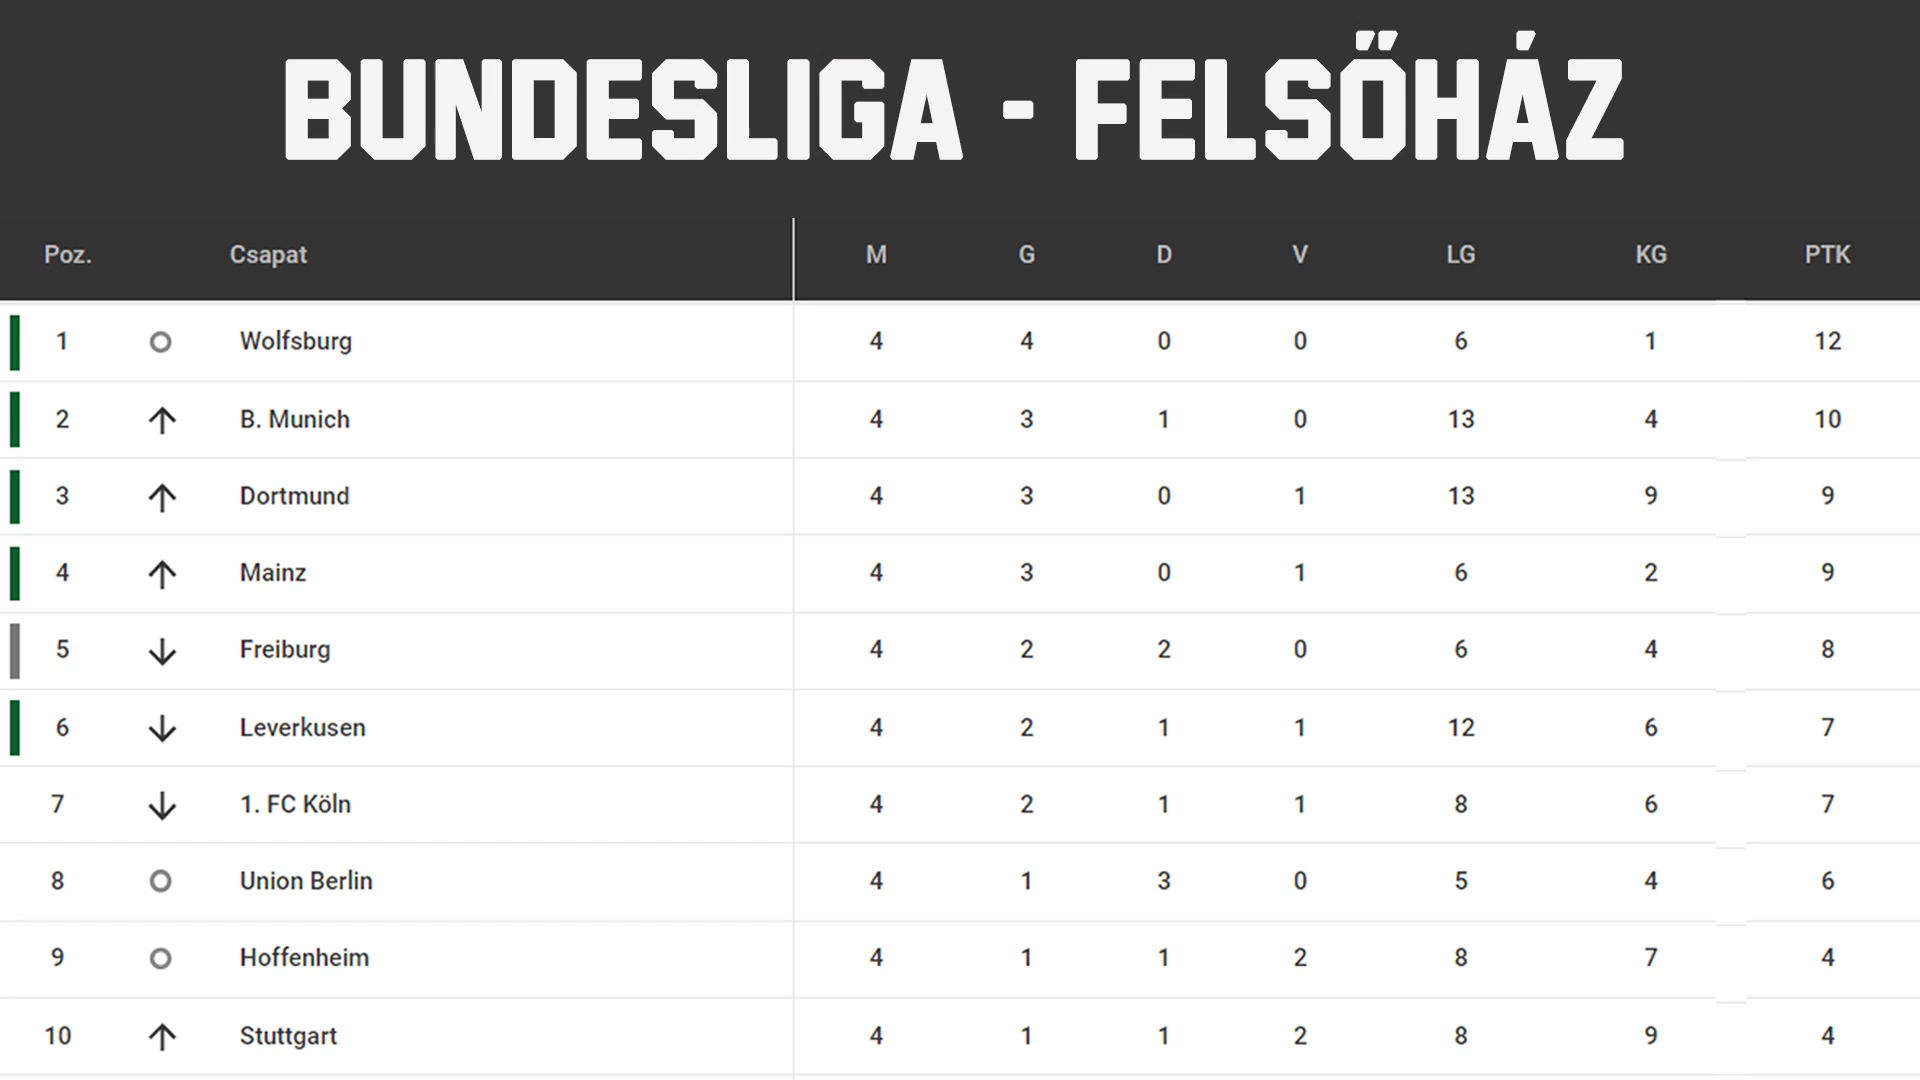 BUNDESLIGA - FELSŐHÁZ
Poz. Csapat M G D V LG KG PTK
1 Wolfsburg 4 4 0 0 6 1 12
2 B. Munich 4 3 1 0 13 4 10
3 Dortmund 4 3 0 1 13 9 9
4 Mainz 4 3 0 1 6 2 9
5 Freiburg 4 2 2 0 6 4 8
6 Leverkusen 4 2 1 1 12 6 7
7 1. FC Köln 4 2 1 1 8 6 7
8 Union Berlin 4 1 3 0 5 4 6
9 Hoffenheim 4 1 1 2 8 7 4
10 Stuttgart 4 1 1 2 8 9 4